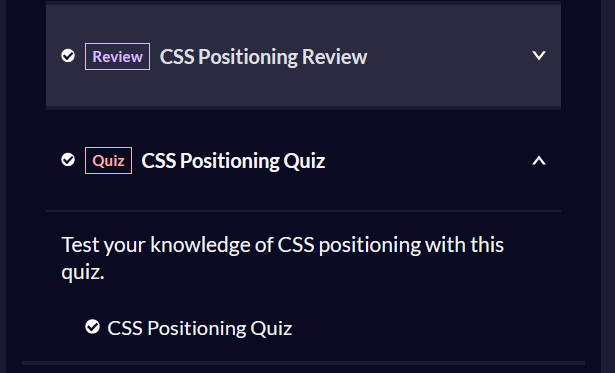 Review CSS Positioning Review
Quiz CSS Positioning Quiz
Test your knowledge of CSS positioning with this
quiz.
CSS Positioning Quiz